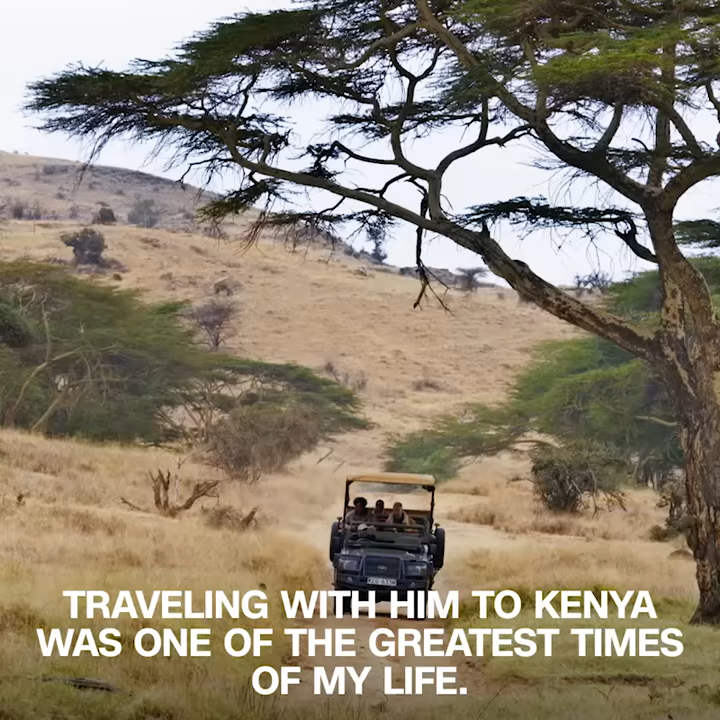 TRAVELING WITH HIM TO KENYA
WAS ONE OF THE GREATEST TIMES
OF MY LIFE.